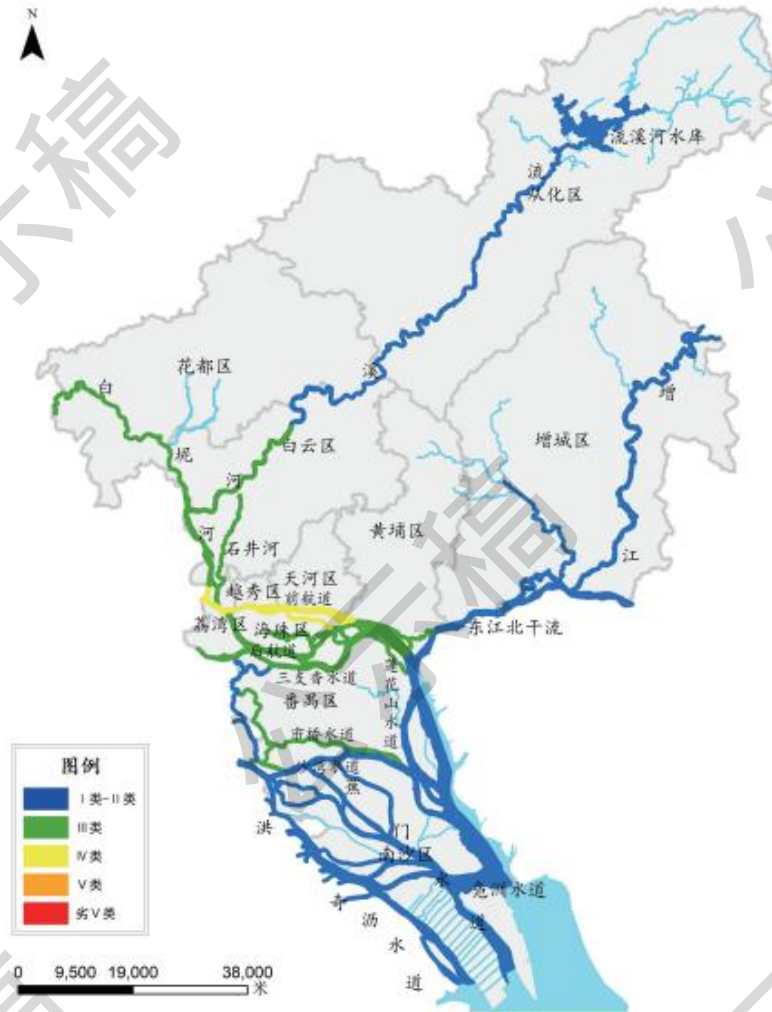 N
流溪河水库
流
从化区
花都区
溪
白
增
坭
白云区
增城区
河
河
石井河
黄埔区
江
天河区
越秀区
前航道
荔湾区
海珠区
东江北干流
后航道
三支香水道
莲花山水道
番禺区
市桥水道
沙湾水道
蕉
门
洪
南沙区
水
凫洲水道
奇
道
沥
水
道
图例
I类-II类
III类
IV类
V类
劣V类
0 9,500 19,000 38,000
米
示稿
公示稿